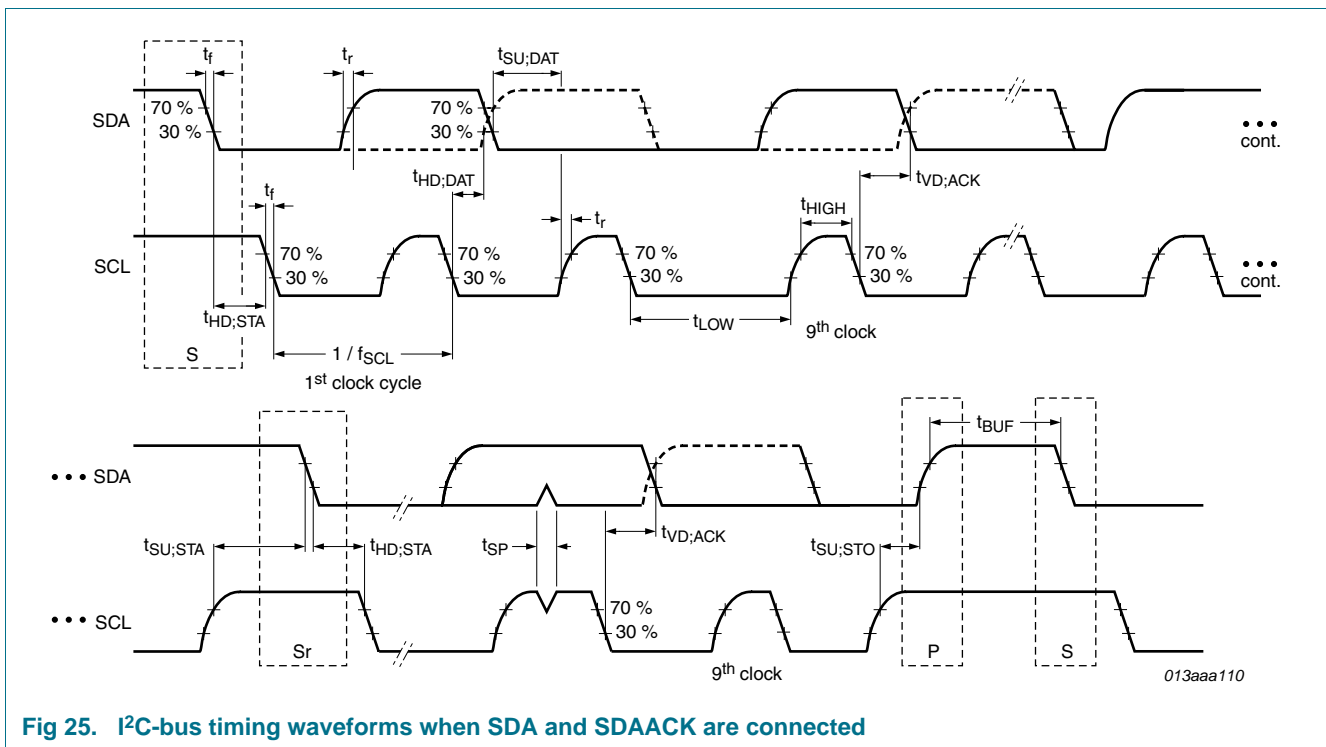 tf
tr
tSU;DAT
70 %
30 %
70 %
30 %
SDA
cont.
tf
tHD;DAT
tr
tHIGH
tVD;ACK
SCL
70 %
30 %
70 %
30 %
70 %
30 %
70 %
30 %
cont.
tHD;STA
tLOW
9th clock
S
1 / fSCL
1st clock cycle
tBUF
SDA
tSU;STA
tHD;STA
tSP
tVD;ACK
tSU;STO
SCL
70 %
30 %
Sr
9th clock
P
S
013aaa110
Fig 25. I2C-bus timing waveforms when SDA and SDAACK are connected